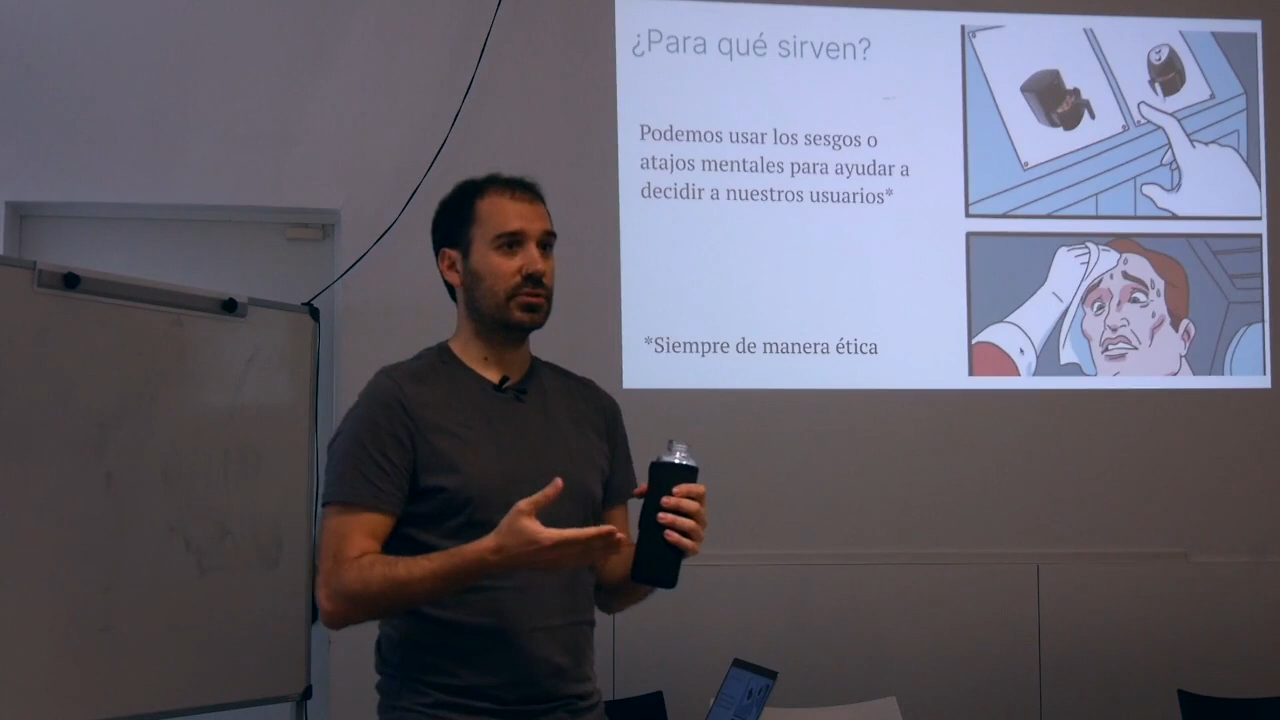 ¿Para qué sirven?
Podemos usar los sesgos o
atajos mentales para ayudar a
decidir a nuestros usuarios*
*Siempre de manera ética